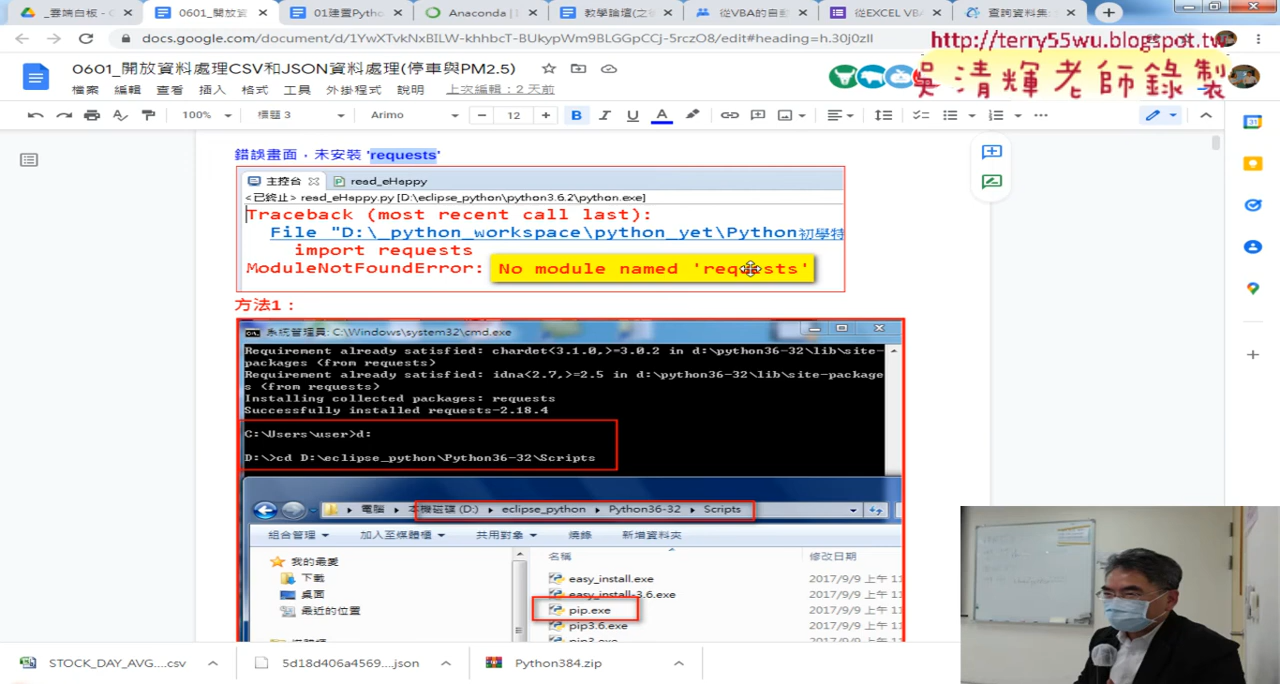 _雲端白板 - G
0601_開放資
01建置Pytho
Anaconda | 
教學論壇(之
從VBA的自動
從EXCEL VBA
查詢資料集:
docs.google.com/document/d/1YwXTvkNxBIL
http://terry55wu.blogspot.tw
吳清輝老師錄製
0601_開放資料處理CSV和JSON資料處理(停車與PM2.5)
檔案 編輯 查看 插入 格式 工具 外掛程式 說明 上次編輯：2 天前
100% 標題 3 Arimo 12 B I U A
錯誤畫面，未安裝 'requests'
主控台 read_eHappy
<已終止> read_eHappy.py [D:\eclipse_python\python3.6.2\python.exe]
Traceback (most recent call last):
File "D:\_python_workspace\python_yet\Python初學特
import requests
ModuleNotFoundError: No module named 'requests'
方法1：
系統管理員: C:\Windows\system32\cmd.exe
Requirement already satisfied: chardet<3.1.0,>=3.0.2 in d:\python36-32\lib\site-
packages (from requests)
Requirement already satisfied: idna<2.7,>=2.5 in d:\python36-32\lib\site-package
s (from requests)
Installing collected packages: requests
Successfully installed requests-2.18.4
C:\Users\user>d:
D:\>cd D:\eclipse_python\Python36-32\Scripts
電腦 本機磁碟 (D:) eclipse_python Python36-32 Scripts
組合管理 加入至媒體櫃 共用對象 燒錄 新增資料夾
我的最愛 名稱 修改日期
下載 easy_install.exe 2017/9/9 上午 11
桌面 easy_install-3.6.exe 2017/9/9 上午 11
最近的位置 pip.exe 2017/9/9 上午 11
pip3.6.exe 2017/9/9 上午 11
STOCK_DAY_AVG....csv 5d18d406a4569....json Python384.zip